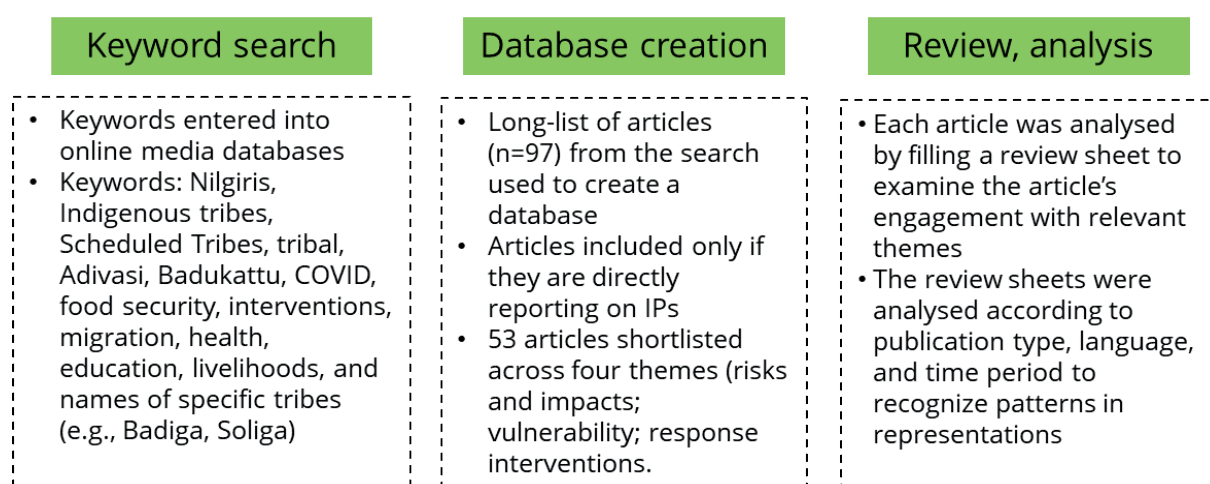 Keyword search
• Keywords entered into
online media databases
• Keywords: Nilgiris,
Indigenous tribes,
Scheduled Tribes, tribal,
Adivasi, Badukattu, COVID,
food security, interventions,
migration, health,
education, livelihoods, and
names of specific tribes
(e.g., Badiga, Soliga)
Database creation
• Long-list of articles
(n=97) from the search
used to create a
database
• Articles included only if
they are directly
reporting on IPs
• 53 articles shortlisted
across four themes (risks
and impacts;
vulnerability; response
interventions.
Review, analysis
• Each article was analysed
by filling a review sheet to
examine the article’s
engagement with relevant
themes
• The review sheets were
analysed according to
publication type, language,
and time period to
recognize patterns in
representations